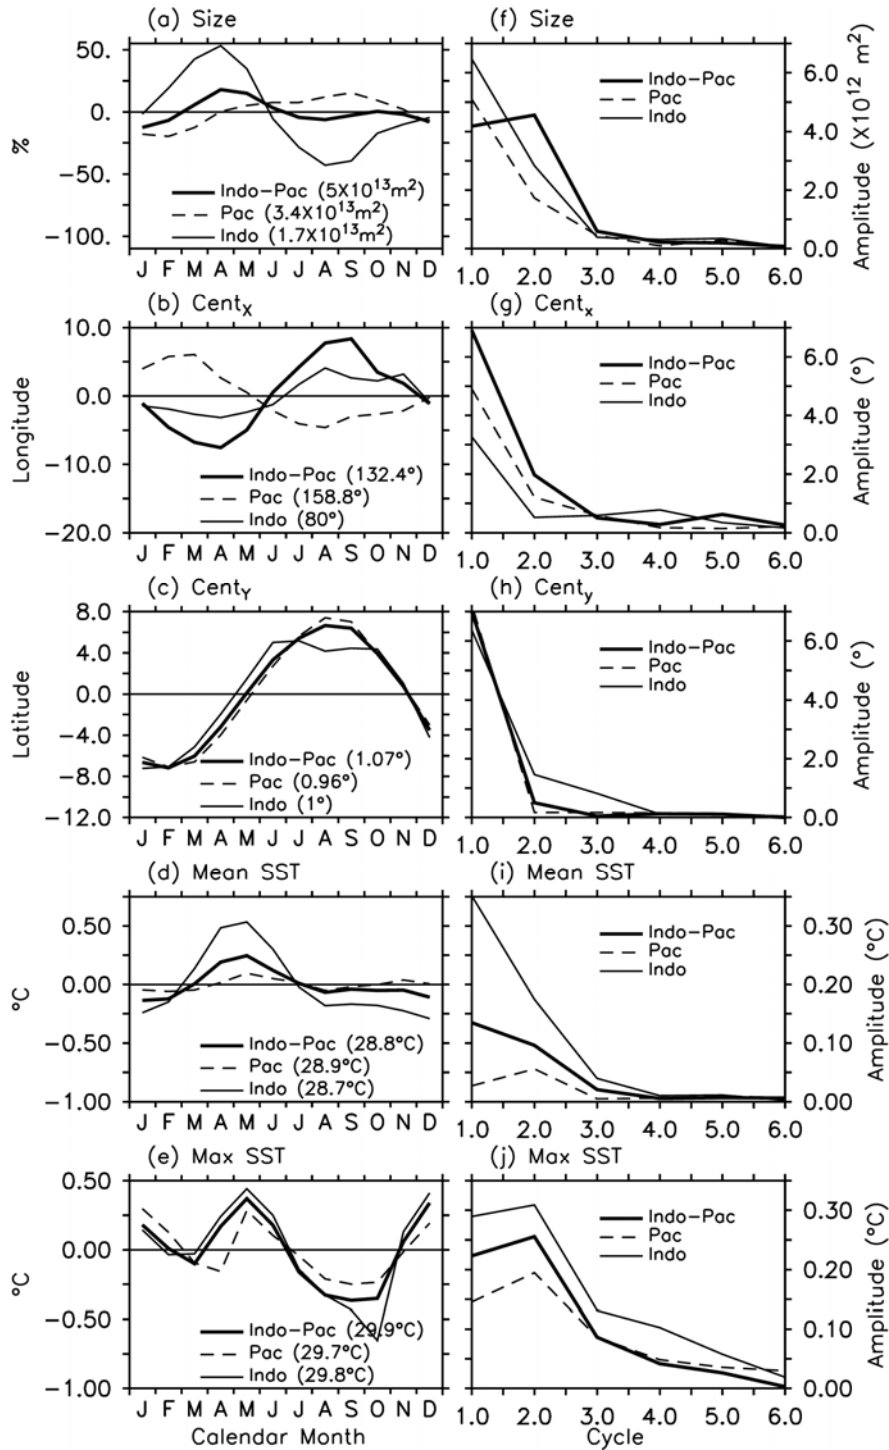 (a) Size
50.
0.
−50.
−100.
%
Indo−Pac (5X10¹³m²)
Pac (3.4X10¹³m²)
Indo (1.7X10¹³m²)
J F M A M J J A S O N D
(f) Size
Indo−Pac
Pac
Indo
6.0
4.0
2.0
0.0
Amplitude (X10¹² m²)
1.0 2.0 3.0 4.0 5.0 6.0
(b) Cent_X
10.0
0.0
−10.0
−20.0
Longitude
Indo−Pac (132.4°)
Pac (158.8°)
Indo (80°)
J F M A M J J A S O N D
(g) Cent_x
Indo−Pac
Pac
Indo
6.0
4.0
2.0
0.0
Amplitude (°)
1.0 2.0 3.0 4.0 5.0 6.0
(c) Cent_Y
8.0
4.0
0.0
−4.0
−8.0
−12.0
Latitude
Indo−Pac (1.07°)
Pac (0.96°)
Indo (1°)
J F M A M J J A S O N D
(h) Cent_y
Indo−Pac
Pac
Indo
6.0
4.0
2.0
0.0
Amplitude (°)
1.0 2.0 3.0 4.0 5.0 6.0
(d) Mean SST
0.50
0.00
−0.50
−1.00
°C
Indo−Pac (28.8°C)
Pac (28.9°C)
Indo (28.7°C)
J F M A M J J A S O N D
(i) Mean SST
Indo−Pac
Pac
Indo
0.30
0.20
0.10
0.00
Amplitude (°C)
1.0 2.0 3.0 4.0 5.0 6.0
(e) Max SST
0.50
0.00
−0.50
−1.00
°C
Indo−Pac (29.9°C)
Pac (29.7°C)
Indo (29.8°C)
J F M A M J J A S O N D
Calendar Month
(j) Max SST
Indo−Pac
Pac
Indo
0.30
0.20
0.10
0.00
Amplitude (°C)
1.0 2.0 3.0 4.0 5.0 6.0
Cycle